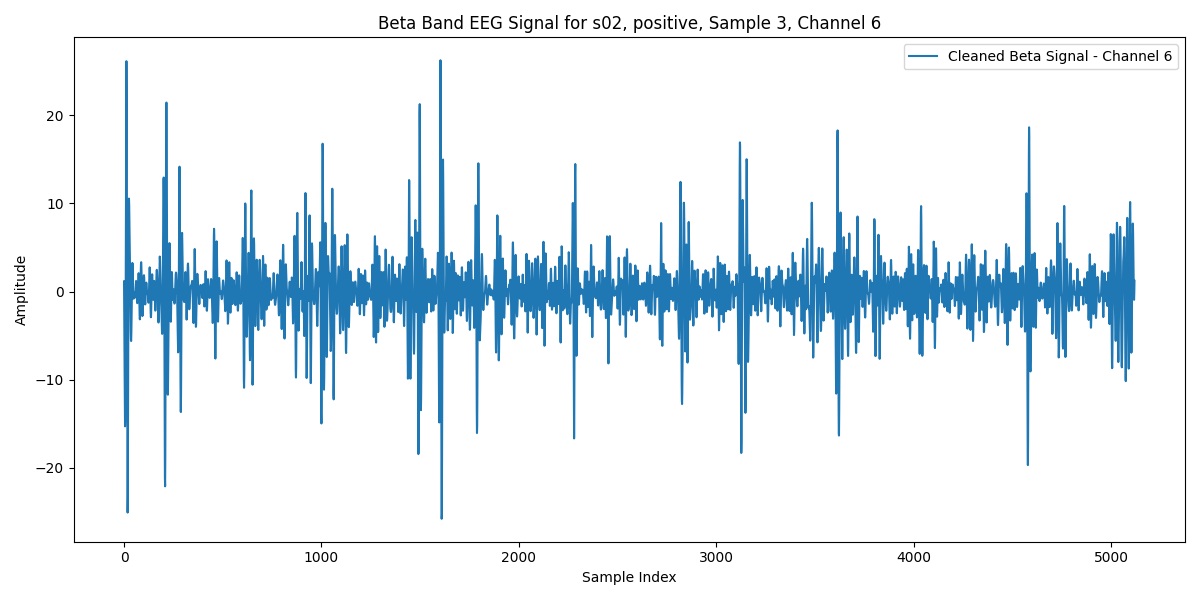 Beta Band EEG Signal for s02, positive, Sample 3, Channel 6
Cleaned Beta Signal - Channel 6
Amplitude
20
10
0
−10
−20
0 1000 2000 3000 4000 5000
Sample Index